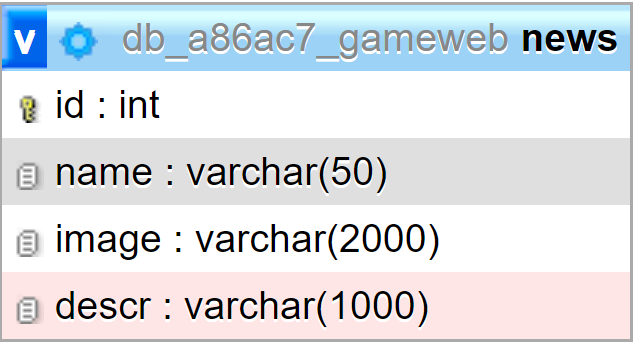 v db_a86ac7_gameweb news
id : int
name : varchar(50)
image : varchar(2000)
descr : varchar(1000)